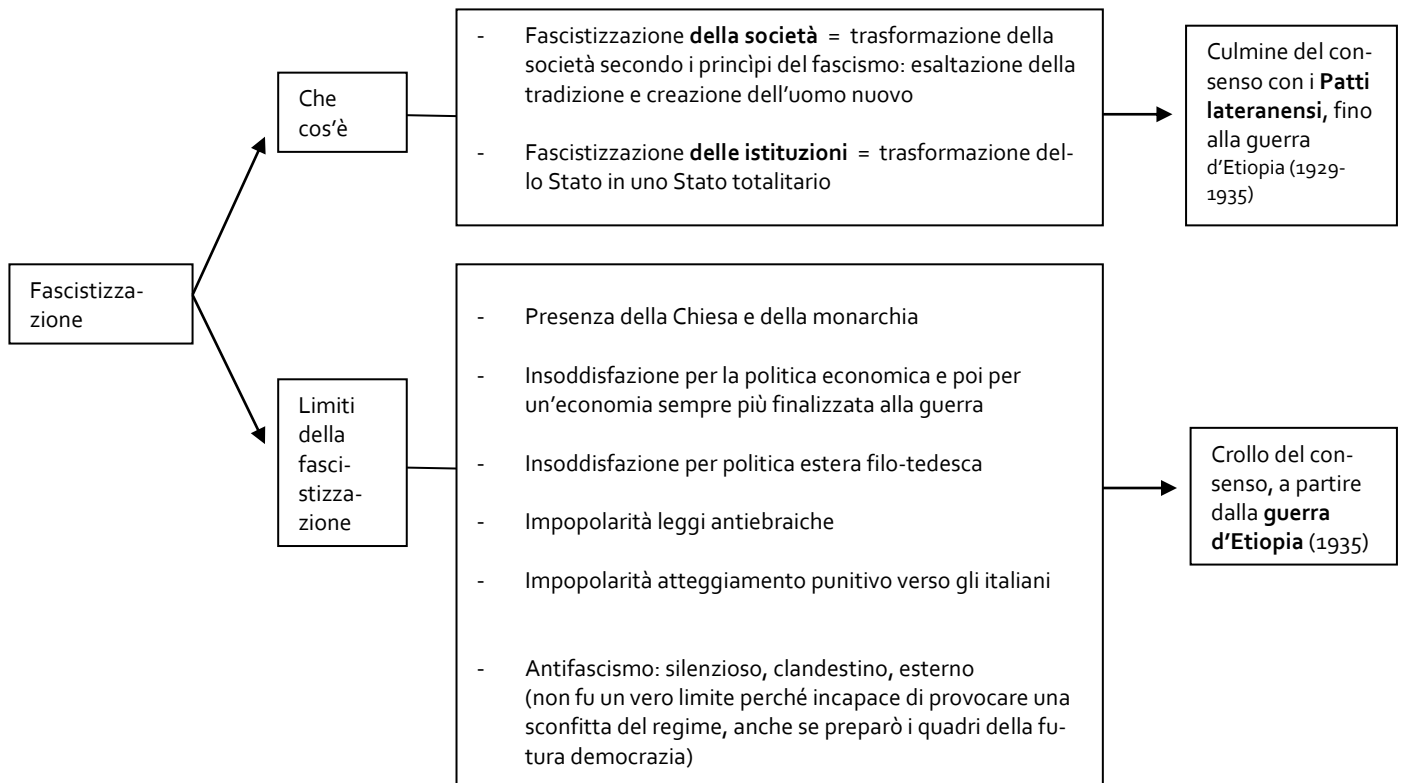 Fascistizza-
zione
Che
cos'è
- Fascistizzazione della società = trasformazione della
società secondo i princìpi del fascismo: esaltazione della
tradizione e creazione dell'uomo nuovo
- Fascistizzazione delle istituzioni = trasformazione del-
lo Stato in uno Stato totalitario
Culmine del con-
senso con i Patti
lateranensi, fino
alla guerra
d'Etiopia (1929-
1935)
Limiti
della
fasci-
stizza-
zione
- Presenza della Chiesa e della monarchia
- Insoddisfazione per la politica economica e poi per
un'economia sempre più finalizzata alla guerra
- Insoddisfazione per politica estera filo-tedesca
- Impopolarità leggi antiebraiche
- Impopolarità atteggiamento punitivo verso gli italiani
- Antifascismo: silenzioso, clandestino, esterno
(non fu un vero limite perché incapace di provocare una
sconfitta del regime, anche se preparò i quadri della fu-
tura democrazia)
Crollo del con-
senso, a partire
dalla guerra
d'Etiopia (1935)